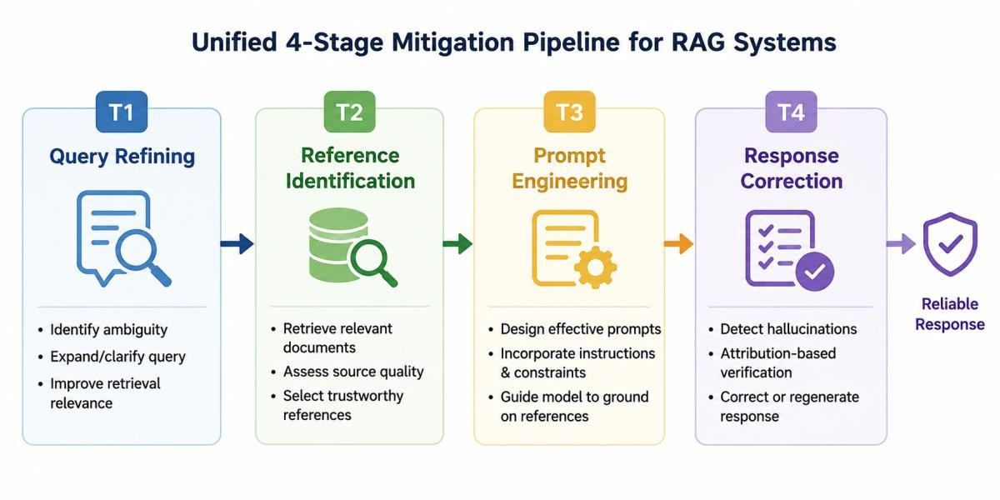 Unified 4-Stage Mitigation Pipeline for RAG Systems
T1
Query Refining
• Identify ambiguity
• Expand/clarify query
• Improve retrieval
relevance
T2
Reference
Identification
• Retrieve relevant
documents
• Assess source quality
• Select trustworthy
references
T3
Prompt
Engineering
• Design effective prompts
• Incorporate instructions
& constraints
• Guide model to ground
on references
T4
Response
Correction
• Detect hallucinations
• Attribution-based
verification
• Correct or regenerate
response
Reliable
Response